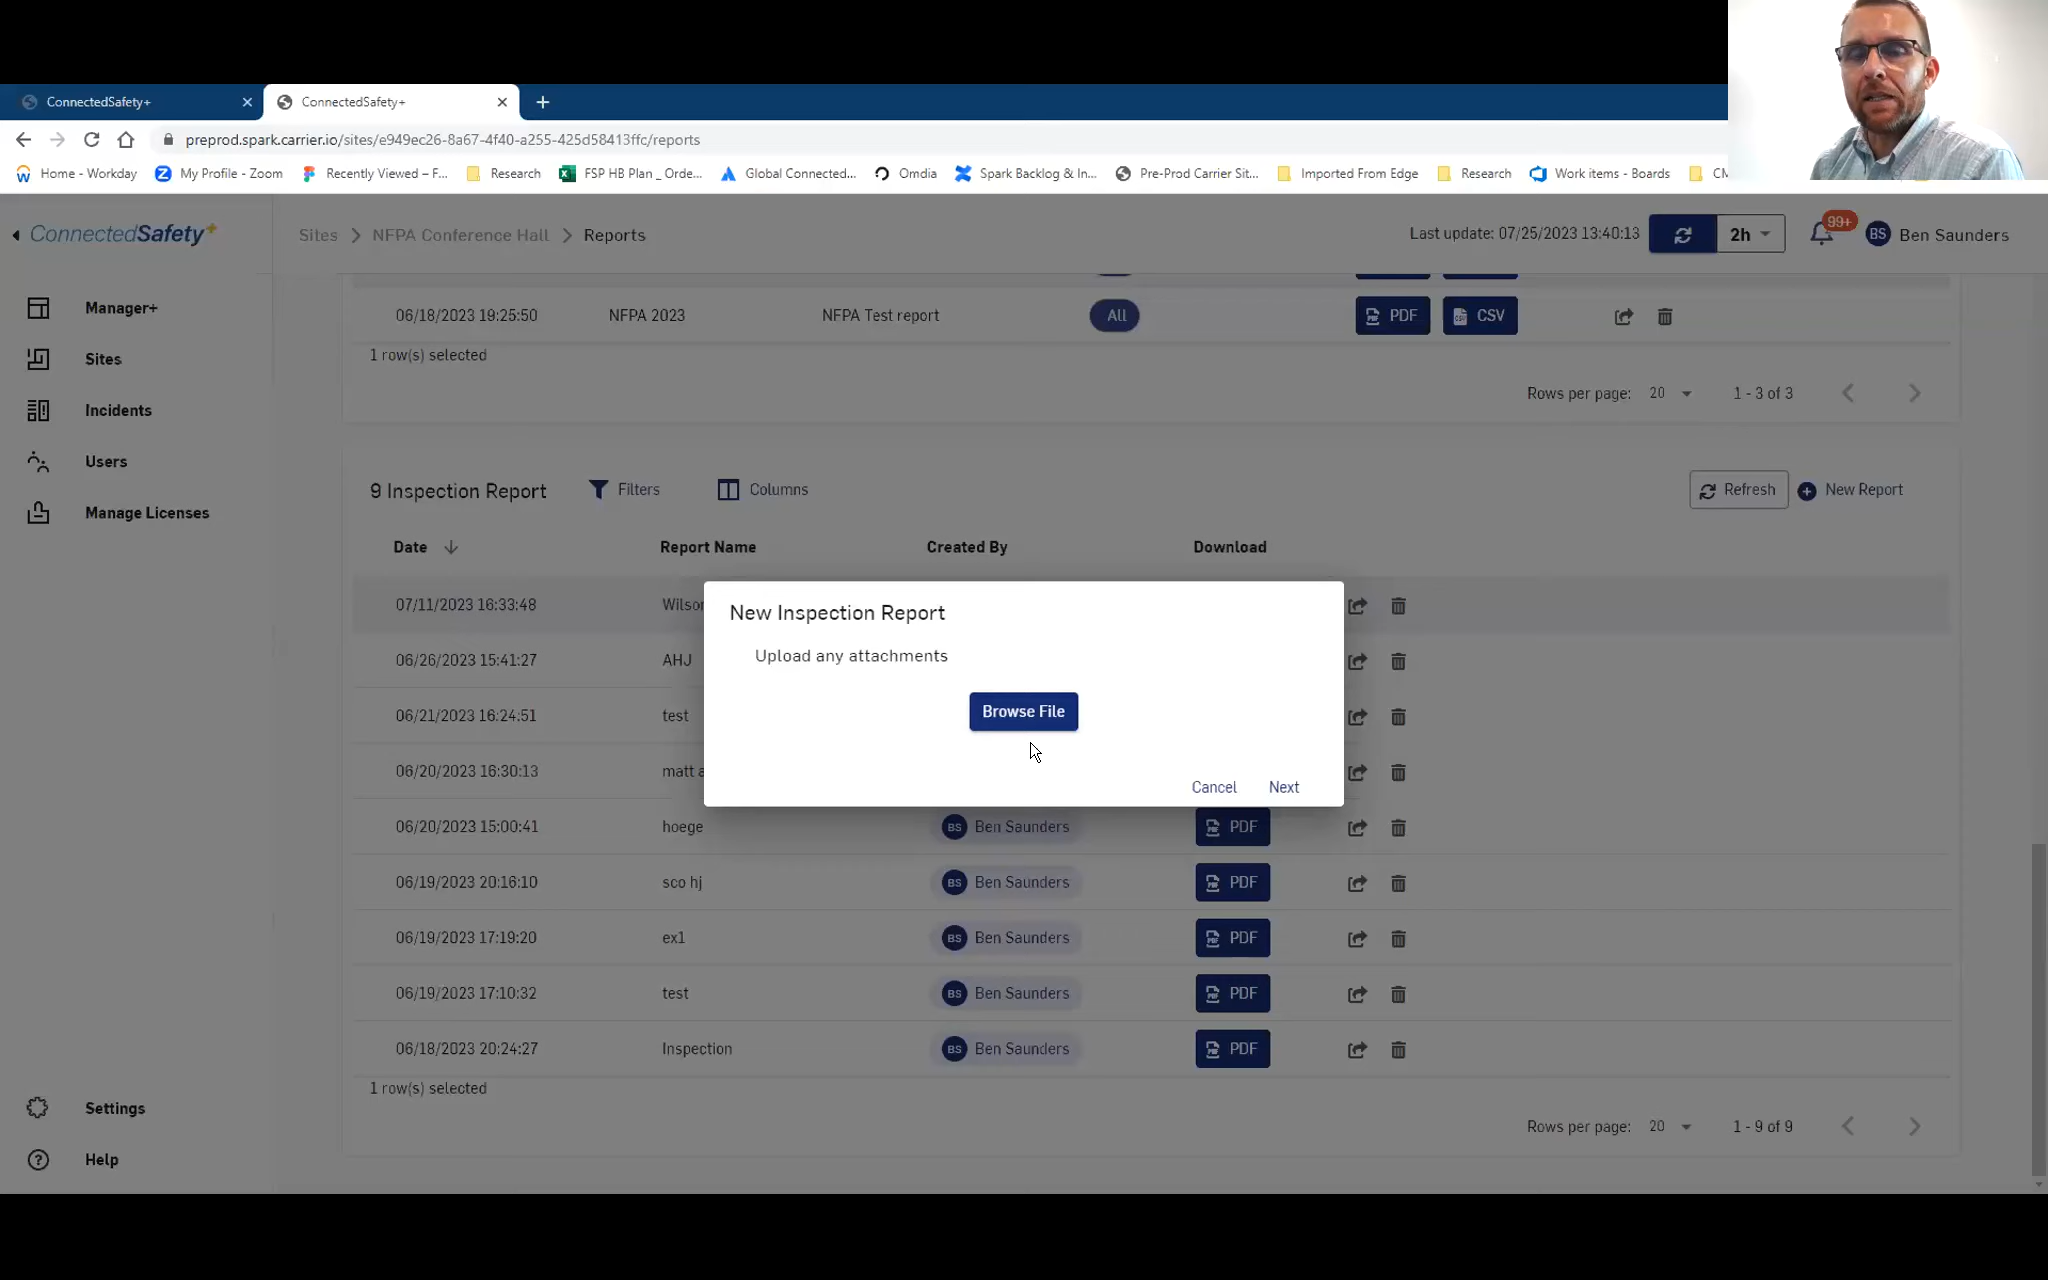 ConnectedSafety+
ConnectedSafety+
preprod.spark.carrier.io/sites/e949ec26-8a67-4f40-a255-425d58413ffc/reports
Home - Workday My Profile - Zoom Recently Viewed – F... Research FSP HB Plan _ Orde... Global Connected... Omdia Spark Backlog & In... Pre-Prod Carrier Sit... Imported From Edge Research Work items - Boards CM
ConnectedSafety+
Sites > NFPA Conference Hall > Reports
Last update: 07/25/2023 13:40:13
2h
99+
BS Ben Saunders
Manager+
Sites
Incidents
Users
Manage Licenses
Settings
Help
06/18/2023 19:25:50 NFPA 2023 NFPA Test report All PDF CSV
1 row(s) selected
Rows per page: 20 1 - 3 of 3
9 Inspection Report Filters Columns Refresh New Report
Date Report Name Created By Download
07/11/2023 16:33:48 Wilson
06/26/2023 15:41:27 AHJ
06/21/2023 16:24:51 test
06/20/2023 16:30:13 matt a
New Inspection Report
Upload any attachments
Browse File
Cancel Next
06/20/2023 15:00:41 hoege BS Ben Saunders PDF
06/19/2023 20:16:10 sco hj BS Ben Saunders PDF
06/19/2023 17:19:20 ex1 BS Ben Saunders PDF
06/19/2023 17:10:32 test BS Ben Saunders PDF
06/18/2023 20:24:27 Inspection BS Ben Saunders PDF
1 row(s) selected
Rows per page: 20 1 - 9 of 9